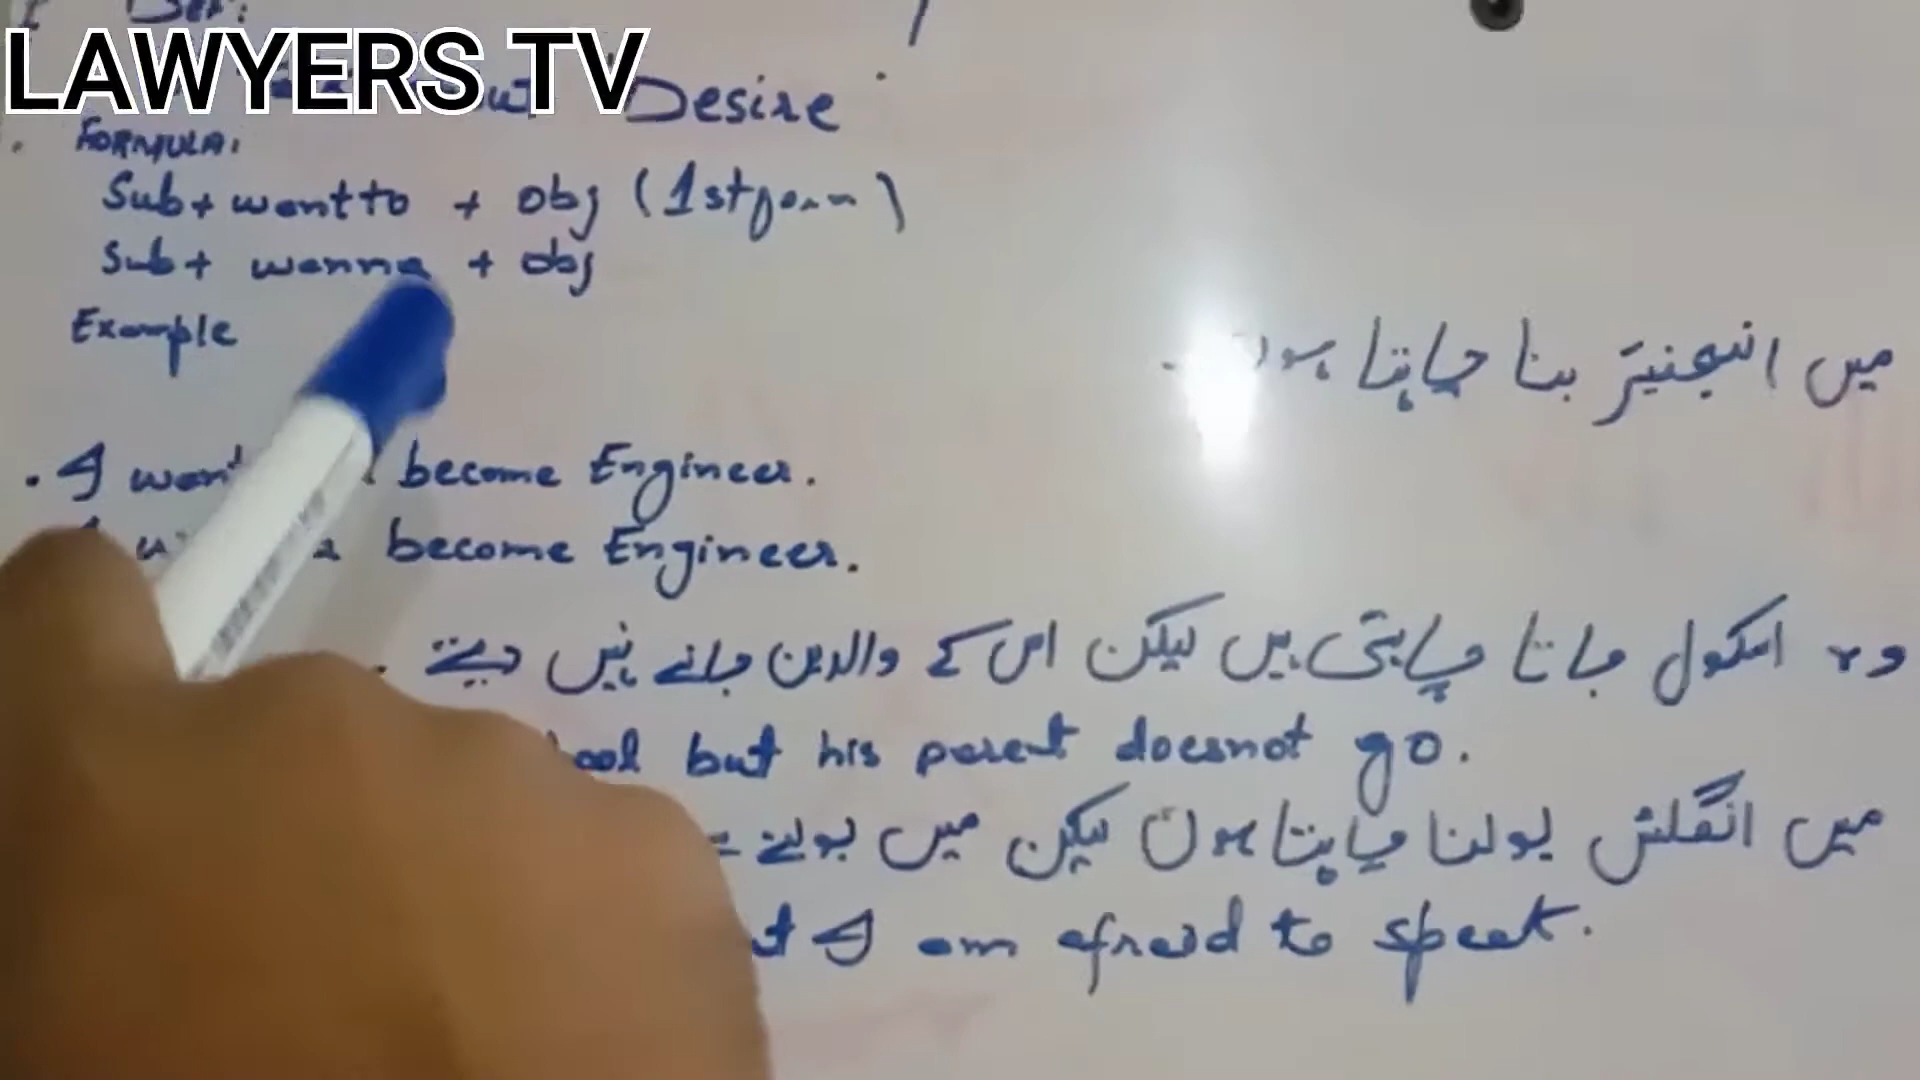 LAWYERS TV
Desire
FORMULA:
Sub + want to + obj (1st form)
Sub + wanna + obj
Example
میں انجنیئر بننا چاہتا ہوں
. I want become Engineer.
become Engineer.
وہ اسکول جانا چاہتی ہیں لیکن اس کے والدین جانے نہیں دیتے
but his parent doesnot go.
میں انگلش بولنا چاہتا ہوں لیکن میں بولنے
I am afraid to speak.